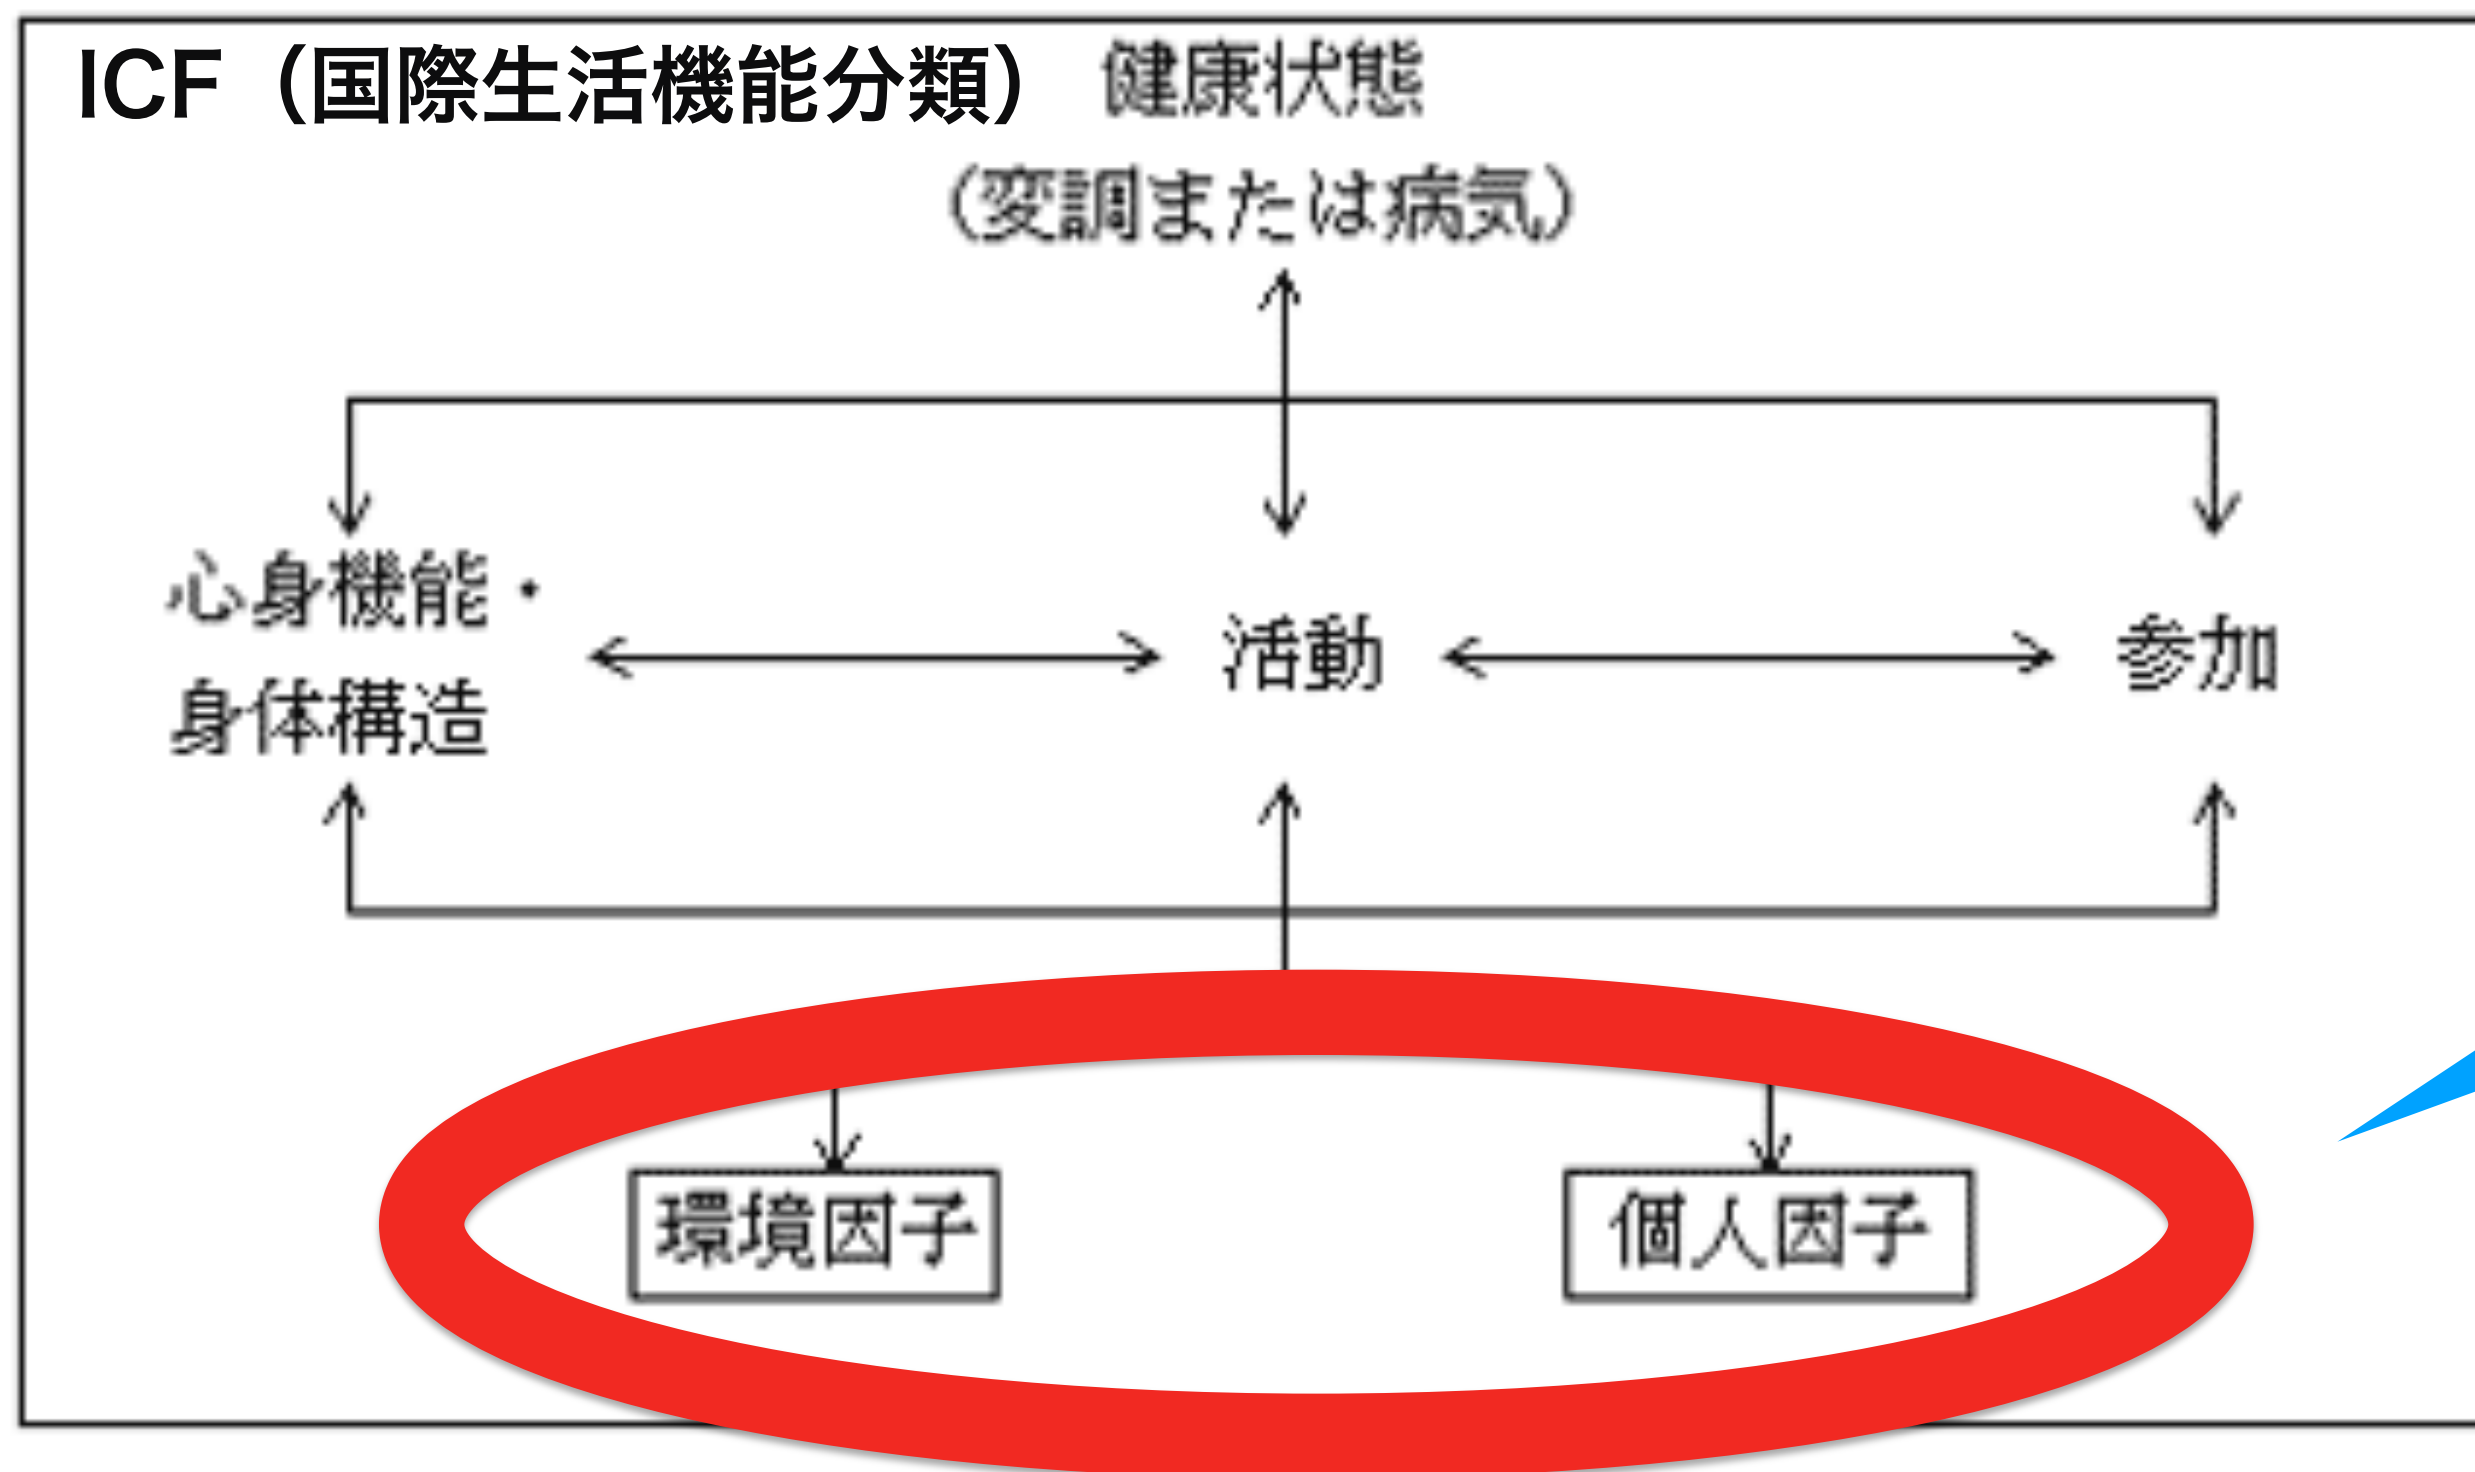 ICF（国際生活機能分類）
健康状態
（変調または病気）
心身機能・
身体構造
活動
参加
環境因子
個人因子